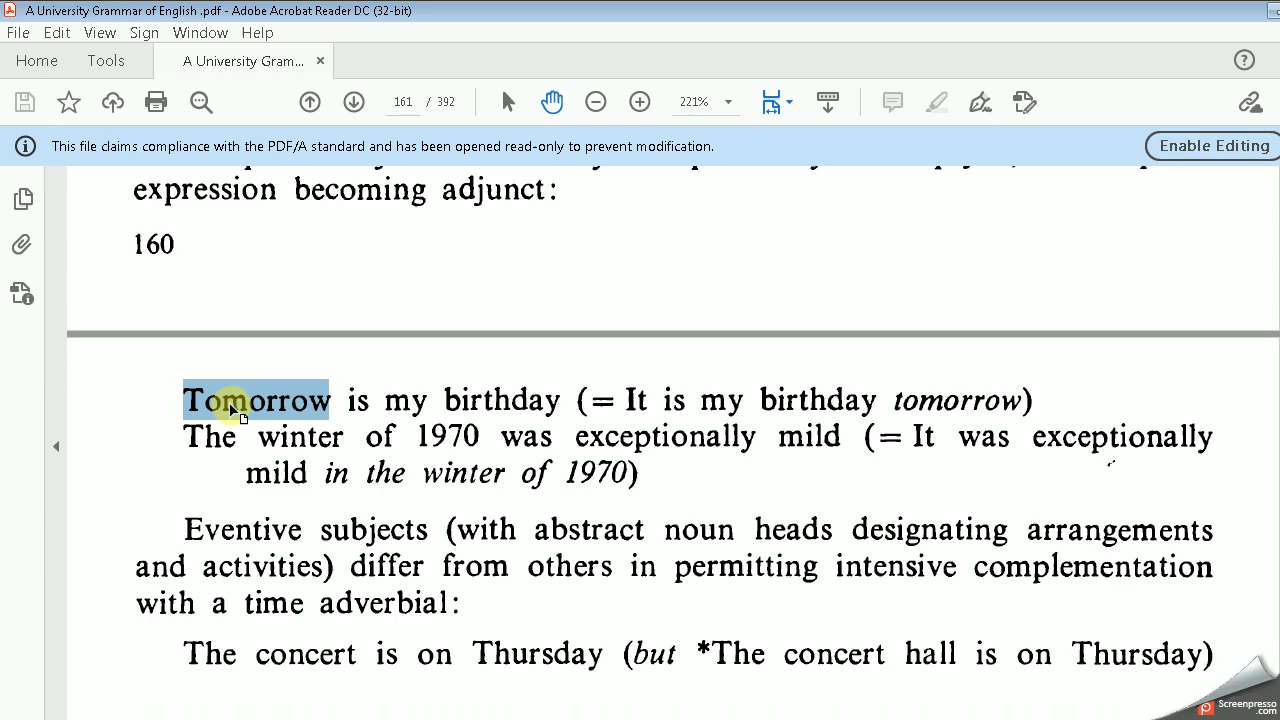 A University Grammar of English .pdf - Adobe Acrobat Reader DC (32-bit)
File Edit View Sign Window Help
Home Tools A University Gram... ×
161 / 392 221%
This file claims compliance with the PDF/A standard and has been opened read-only to prevent modification. Enable Editing
expression becoming adjunct:
160
Tomorrow is my birthday (= It is my birthday tomorrow)
The winter of 1970 was exceptionally mild (= It was exceptionally
mild in the winter of 1970)
Eventive subjects (with abstract noun heads designating arrangements
and activities) differ from others in permitting intensive complementation
with a time adverbial:
The concert is on Thursday (but *The concert hall is on Thursday)
Screenpresso
.com